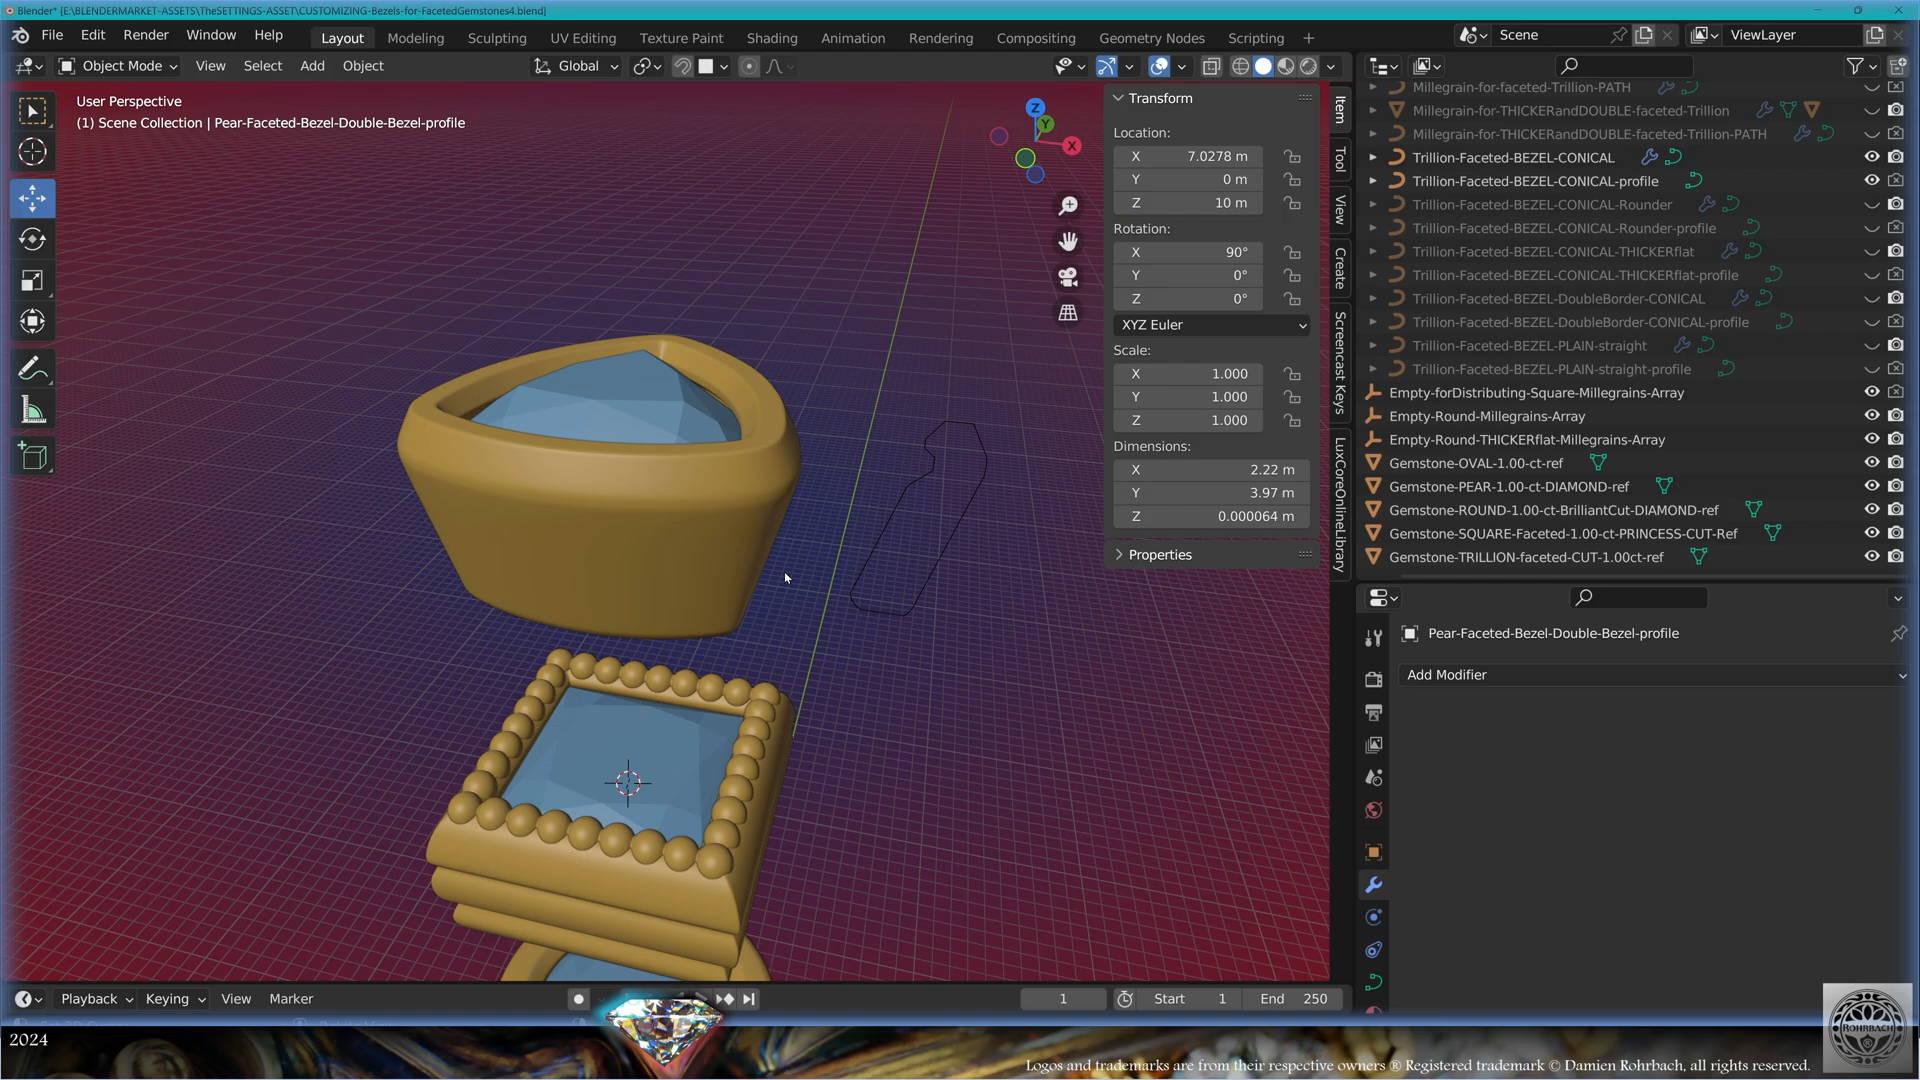 Blender* [E:\BLENDERMARKET-ASSETS\TheSETTINGS-ASSET\CUSTOMIZING-Bezels-for-FacetedGemstones4.blend]
File Edit Render Window Help Layout Modeling Sculpting UV Editing Texture Paint Shading Animation Rendering Compositing Geometry Nodes Scripting + Scene ViewLayer
Object Mode View Select Add Object Global
User Perspective
(1) Scene Collection | Pear-Faceted-Bezel-Double-Bezel-profile
Z
Y
X
Transform
Location:
X 7.0278 m
Y 0 m
Z 10 m
Rotation:
X 90°
Y 0°
Z 0°
XYZ Euler
Scale:
X 1.000
Y 1.000
Z 1.000
Dimensions:
X 2.22 m
Y 3.97 m
Z 0.000064 m
Properties
Item
Tool
View
Create
Screencast Keys
LuxCoreOnlineLibrary
Millegrain-for-faceted-Trillion-PATH
Millegrain-for-THICKERandDOUBLE-faceted-Trillion
Millegrain-for-THICKERandDOUBLE-faceted-Trillion-PATH
Trillion-Faceted-BEZEL-CONICAL
Trillion-Faceted-BEZEL-CONICAL-profile
Trillion-Faceted-BEZEL-CONICAL-Rounder
Trillion-Faceted-BEZEL-CONICAL-Rounder-profile
Trillion-Faceted-BEZEL-CONICAL-THICKERflat
Trillion-Faceted-BEZEL-CONICAL-THICKERflat-profile
Trillion-Faceted-BEZEL-DoubleBorder-CONICAL
Trillion-Faceted-BEZEL-DoubleBorder-CONICAL-profile
Trillion-Faceted-BEZEL-PLAIN-straight
Trillion-Faceted-BEZEL-PLAIN-straight-profile
Empty-forDistributing-Square-Millegrains-Array
Empty-Round-Millegrains-Array
Empty-Round-THICKERflat-Millegrains-Array
Gemstone-OVAL-1.00-ct-ref
Gemstone-PEAR-1.00-ct-DIAMOND-ref
Gemstone-ROUND-1.00-ct-BrilliantCut-DIAMOND-ref
Gemstone-SQUARE-Faceted-1.00-ct-PRINCESS-CUT-Ref
Gemstone-TRILLION-faceted-CUT-1.00ct-ref
Pear-Faceted-Bezel-Double-Bezel-profile
Add Modifier
Playback Keying View Marker 1 Start 1 End 250
2024
ROHRBACH
®
Logos and trademarks are from their respective owners ® Registered trademark © Damien Rohrbach, all rights reserved.